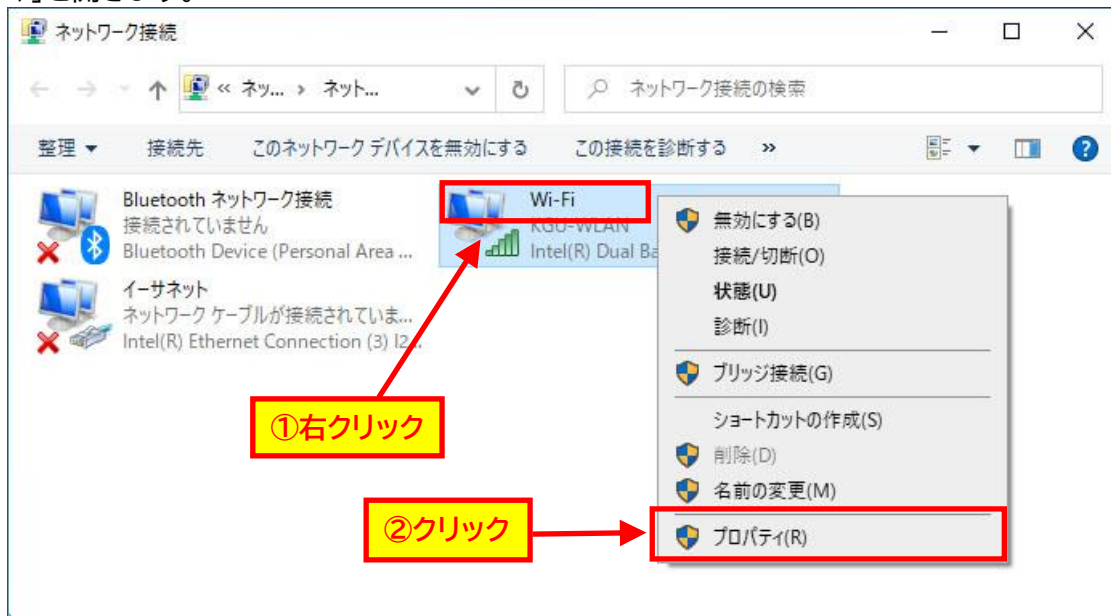 ィ」を開きます。
ネットワーク接続
« ネッ... › ネット...
ネットワーク接続の検索
整理 接続先 このネットワーク デバイスを無効にする この接続を診断する »
Bluetooth ネットワーク接続
接続されていません
Bluetooth Device (Personal Area ...
Wi-Fi
KGU-WLAN
Intel(R) Dual Ba
イーサネット
ネットワーク ケーブルが接続されていま...
Intel(R) Ethernet Connection (3) I2...
無効にする(B)
接続/切断(O)
状態(U)
診断(I)
ブリッジ接続(G)
ショートカットの作成(S)
削除(D)
名前の変更(M)
プロパティ(R)
①右クリック
②クリック